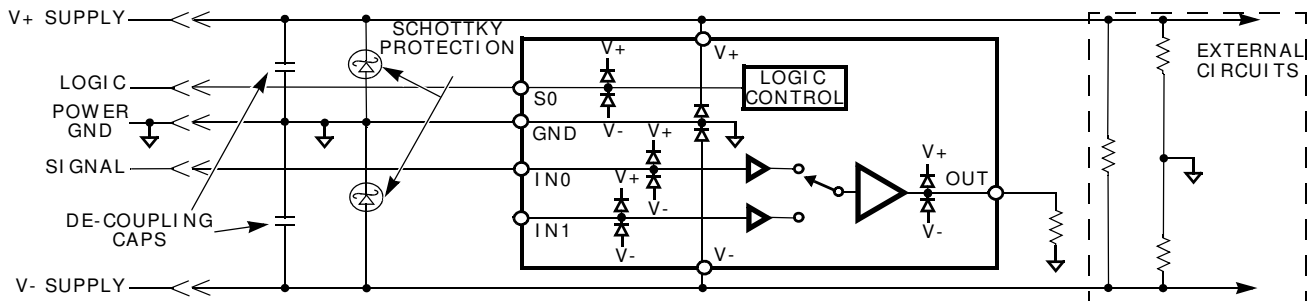 V+ SUPPLY
LOGIC
POWER
GND
SIGNAL
DE-COUPLING
CAPS
V- SUPPLY
SCHOTTKY
PROTECTION
V+
V+
S0
V-
LOGIC
CONTROL
GND
V+
IN0
V+
V-
IN1
V-
V+
OUT
V-
V-
EXTERNAL
CIRCUITS